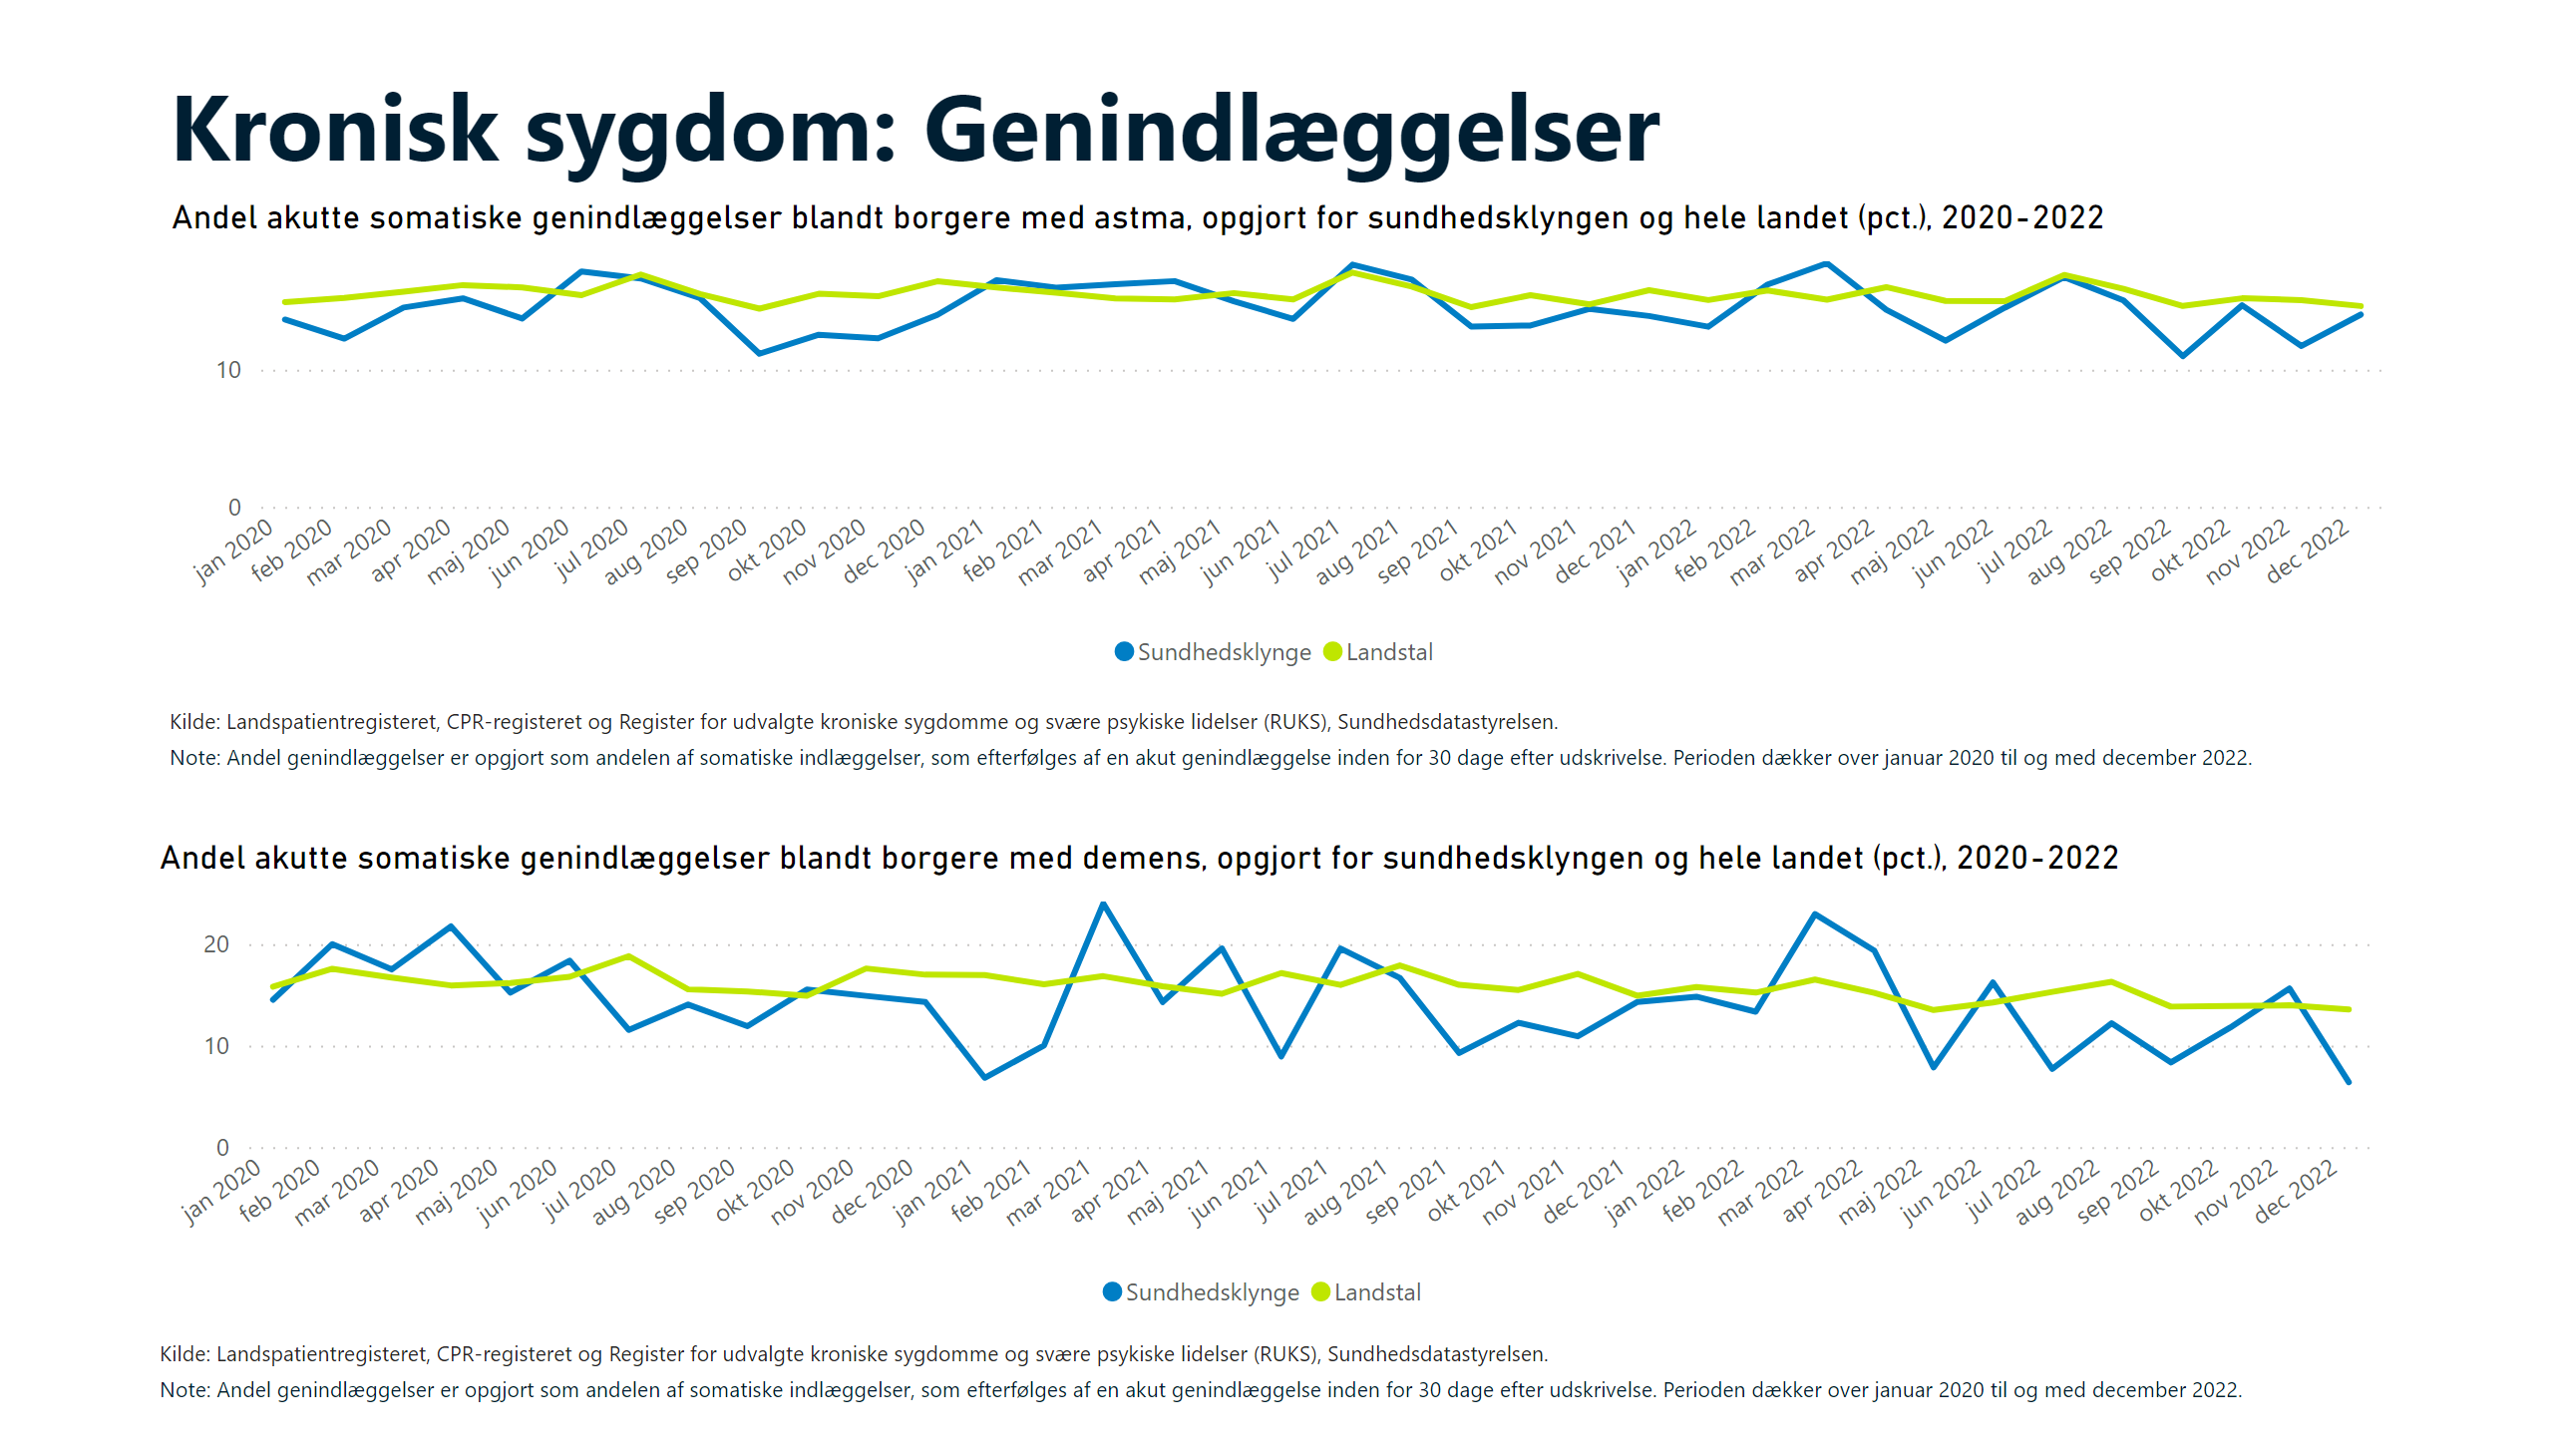 Kronisk sygdom: Genindlæggelser
Andel akutte somatiske genindlæggelser blandt borgere med astma, opgjort for sundhedsklyngen og hele landet (pct.), 2020-2022
10
0
jan 2020 feb 2020 mar 2020 apr 2020 maj 2020 jun 2020 jul 2020 aug 2020 sep 2020 okt 2020 nov 2020 dec 2020 jan 2021 feb 2021 mar 2021 apr 2021 maj 2021 jun 2021 jul 2021 aug 2021 sep 2021 okt 2021 nov 2021 dec 2021 jan 2022 feb 2022 mar 2022 apr 2022 maj 2022 jun 2022 jul 2022 aug 2022 sep 2022 okt 2022 nov 2022 dec 2022
Sundhedsklynge Landstal
Kilde: Landspatientregisteret, CPR-registeret og Register for udvalgte kroniske sygdomme og svære psykiske lidelser (RUKS), Sundhedsdatastyrelsen.
Note: Andel genindlæggelser er opgjort som andelen af somatiske indlæggelser, som efterfølges af en akut genindlæggelse inden for 30 dage efter udskrivelse. Perioden dækker over januar 2020 til og med december 2022.
Andel akutte somatiske genindlæggelser blandt borgere med demens, opgjort for sundhedsklyngen og hele landet (pct.), 2020-2022
20
10
0
jan 2020 feb 2020 mar 2020 apr 2020 maj 2020 jun 2020 jul 2020 aug 2020 sep 2020 okt 2020 nov 2020 dec 2020 jan 2021 feb 2021 mar 2021 apr 2021 maj 2021 jun 2021 jul 2021 aug 2021 sep 2021 okt 2021 nov 2021 dec 2021 jan 2022 feb 2022 mar 2022 apr 2022 maj 2022 jun 2022 jul 2022 aug 2022 sep 2022 okt 2022 nov 2022 dec 2022
Sundhedsklynge Landstal
Kilde: Landspatientregisteret, CPR-registeret og Register for udvalgte kroniske sygdomme og svære psykiske lidelser (RUKS), Sundhedsdatastyrelsen.
Note: Andel genindlæggelser er opgjort som andelen af somatiske indlæggelser, som efterfølges af en akut genindlæggelse inden for 30 dage efter udskrivelse. Perioden dækker over januar 2020 til og med december 2022.